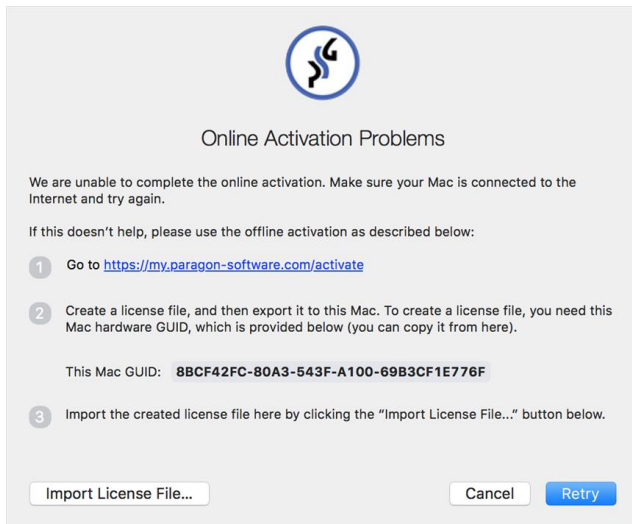 PSG
Online Activation Problems
We are unable to complete the online activation. Make sure your Mac is connected to the
Internet and try again.
If this doesn't help, please use the offline activation as described below:
1 Go to https://my.paragon-software.com/activate
2 Create a license file, and then export it to this Mac. To create a license file, you need this
Mac hardware GUID, which is provided below (you can copy it from here).
This Mac GUID: 8BCF42FC-80A3-543F-A100-69B3CF1E776F
3 Import the created license file here by clicking the “Import License File...” button below.
Import License File... Cancel Retry